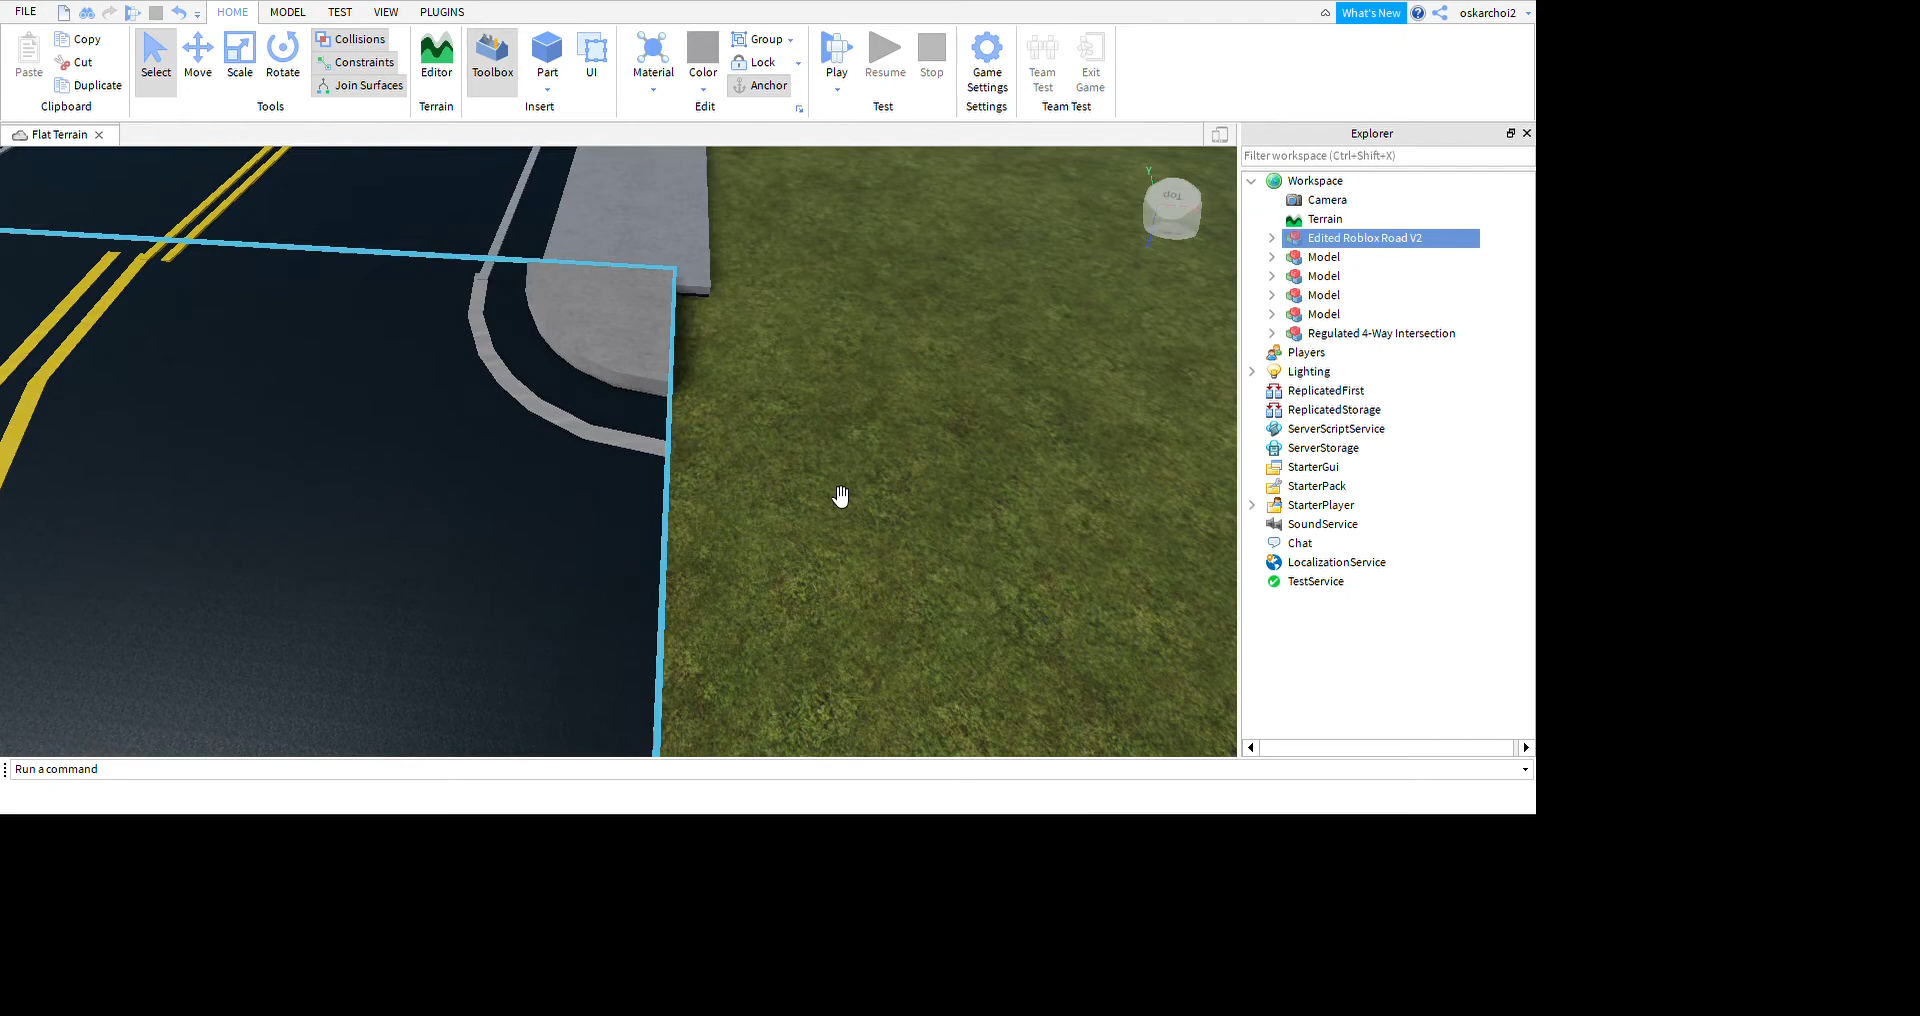 FILE
HOME
MODEL
TEST
VIEW
PLUGINS
What's New
oskarchoi2
Paste
Copy
Cut
Duplicate
Clipboard
Select
Move
Scale
Rotate
Collisions
Constraints
Join Surfaces
Tools
Editor
Terrain
Toolbox
Part
UI
Insert
Material
Color
Group
Lock
Anchor
Edit
Play
Resume
Stop
Test
Game
Settings
Settings
Team
Test
Exit
Game
Team Test
Flat Terrain
Y
Top
Explorer
Filter workspace (Ctrl+Shift+X)
Workspace
Camera
Terrain
Edited Roblox Road V2
Model
Model
Model
Model
Regulated 4-Way Intersection
Players
Lighting
ReplicatedFirst
ReplicatedStorage
ServerScriptService
ServerStorage
StarterGui
StarterPack
StarterPlayer
SoundService
Chat
LocalizationService
TestService
Run a command